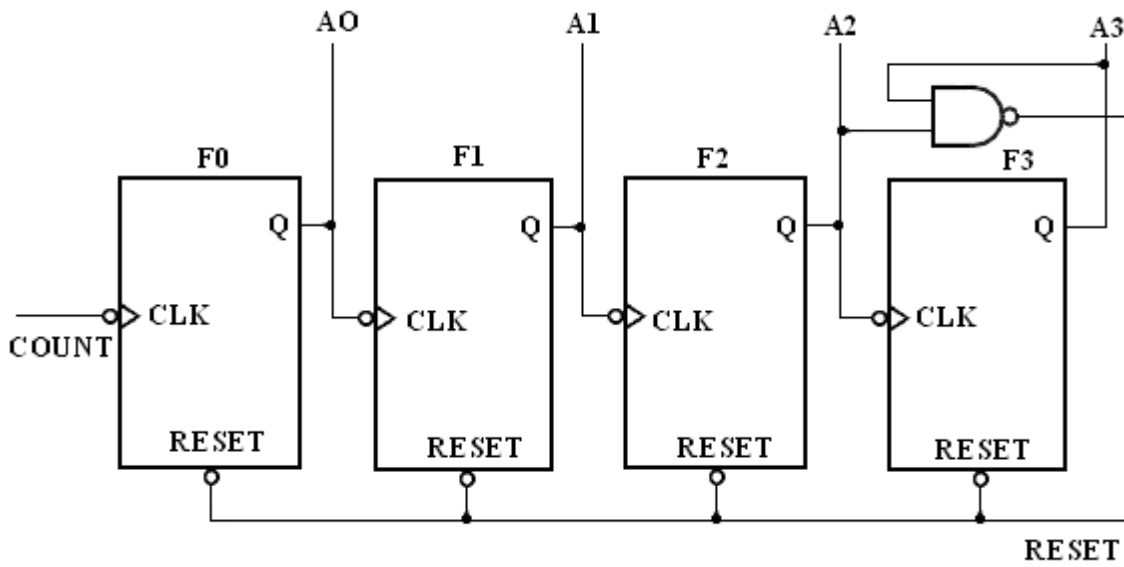 AO A1 A2 A3
F0 F1 F2 F3
Q Q Q Q
CLK CLK CLK CLK
COUNT
RESET RESET RESET RESET
RESET